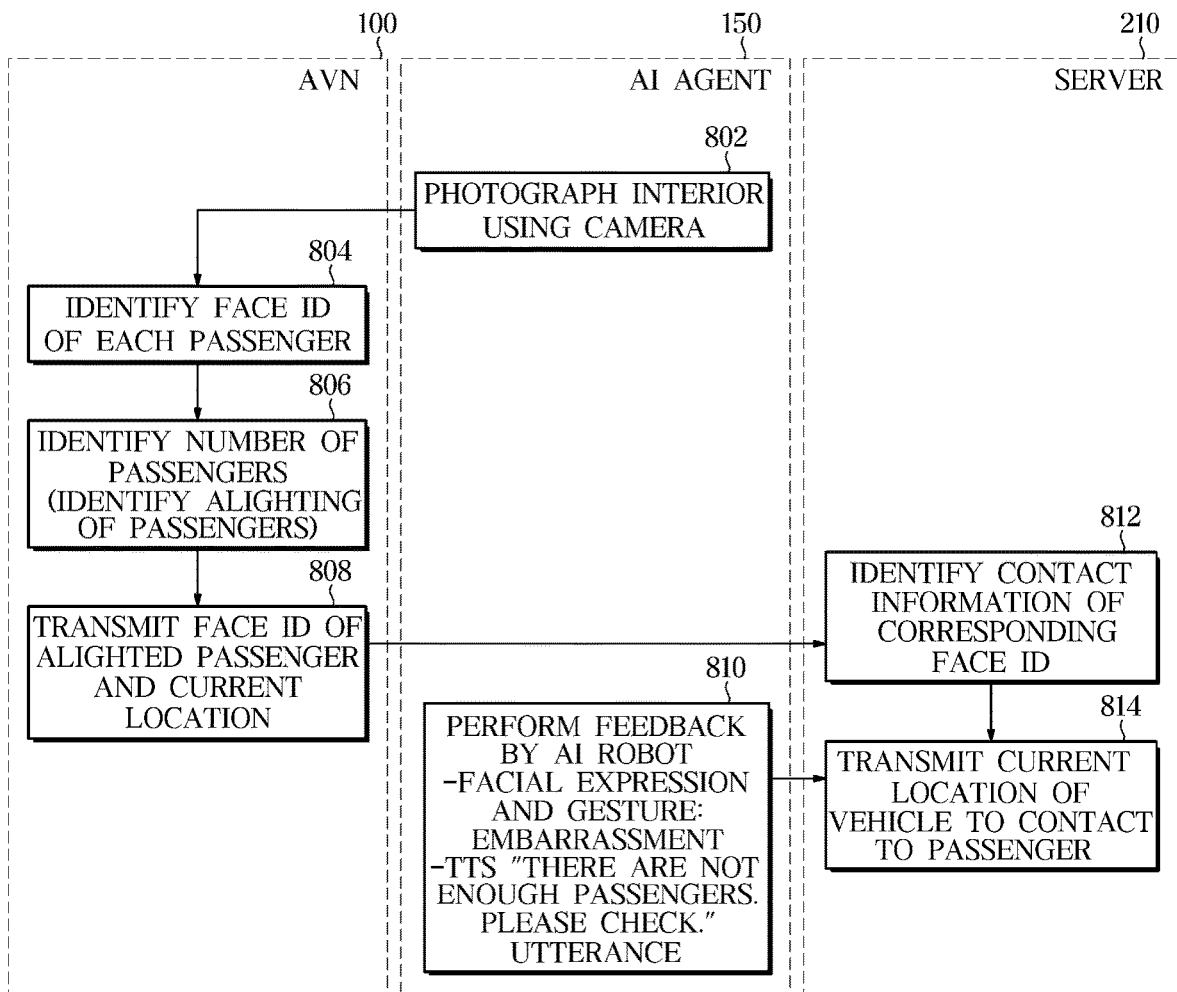 100
150
210
AVN
AI AGENT
SERVER
802
PHOTOGRAPH INTERIOR
USING CAMERA
804
IDENTIFY FACE ID
OF EACH PASSENGER
806
IDENTIFY NUMBER OF
PASSENGERS
(IDENTIFY ALIGHTING
OF PASSENGERS)
808
TRANSMIT FACE ID OF
ALIGHTED PASSENGER
AND CURRENT
LOCATION
812
IDENTIFY CONTACT
INFORMATION OF
CORRESPONDING
FACE ID
810
PERFORM FEEDBACK
BY AI ROBOT
-FACIAL EXPRESSION
AND GESTURE:
EMBARRASSMENT
-TTS "THERE ARE NOT
ENOUGH PASSENGERS.
PLEASE CHECK."
UTTERANCE
814
TRANSMIT CURRENT
LOCATION OF
VEHICLE TO CONTACT
TO PASSENGER